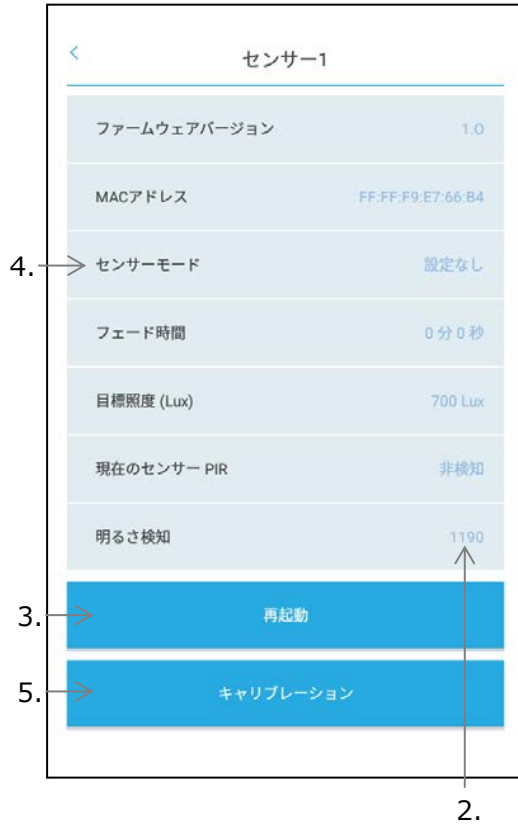 <
センサー1
ファームウェアバージョン 1.0
MACアドレス FF:FF:F9:E7:66:B4
4. センサーモード 設定なし
フェード時間 0 分 0 秒
目標照度 (Lux) 700 Lux
現在のセンサー PIR 非検知
明るさ検知 1190
3. 再起動
5. キャリブレーション
2.